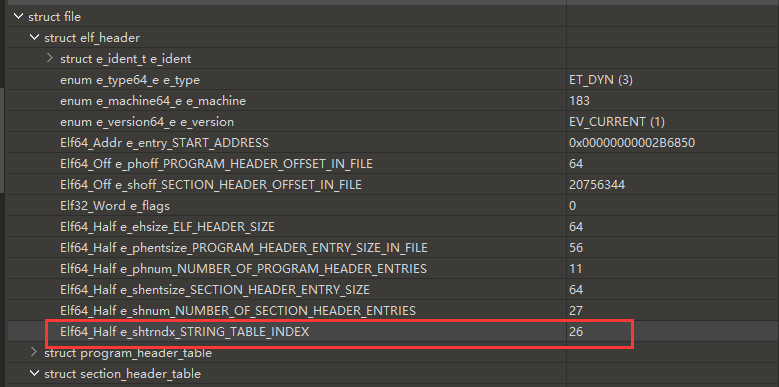 struct file
struct elf_header
struct e_ident_t e_ident
enum e_type64_e e_type ET_DYN (3)
enum e_machine64_e e_machine 183
enum e_version64_e e_version EV_CURRENT (1)
Elf64_Addr e_entry_START_ADDRESS 0x00000000002B6850
Elf64_Off e_phoff_PROGRAM_HEADER_OFFSET_IN_FILE 64
Elf64_Off e_shoff_SECTION_HEADER_OFFSET_IN_FILE 20756344
Elf32_Word e_flags 0
Elf64_Half e_ehsize_ELF_HEADER_SIZE 64
Elf64_Half e_phentsize_PROGRAM_HEADER_ENTRY_SIZE_IN_FILE 56
Elf64_Half e_phnum_NUMBER_OF_PROGRAM_HEADER_ENTRIES 11
Elf64_Half e_shentsize_SECTION_HEADER_ENTRY_SIZE 64
Elf64_Half e_shnum_NUMBER_OF_SECTION_HEADER_ENTRIES 27
Elf64_Half e_shtrndx_STRING_TABLE_INDEX 26
struct program_header_table
struct section_header_table